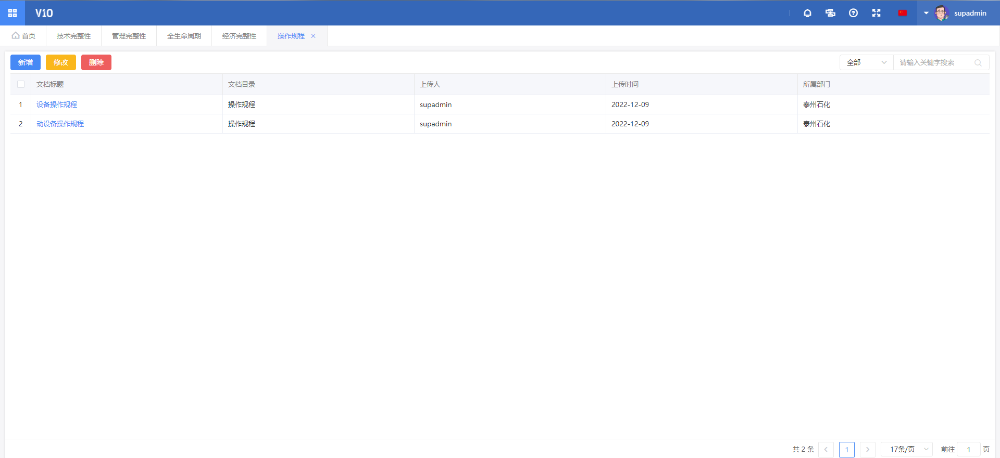 V10 supadmin
首页 技术完整性 管理完整性 全生命周期 经济完整性 操作规程
新增 修改 删除 全部 请输入关键字搜索
文档标题 文档目录 上传人 上传时间 所属部门
1 设备操作规程 操作规程 supadmin 2022-12-09 泰州石化
2 动设备操作规程 操作规程 supadmin 2022-12-09 泰州石化
共 2 条 1 17条/页 前往 1 页